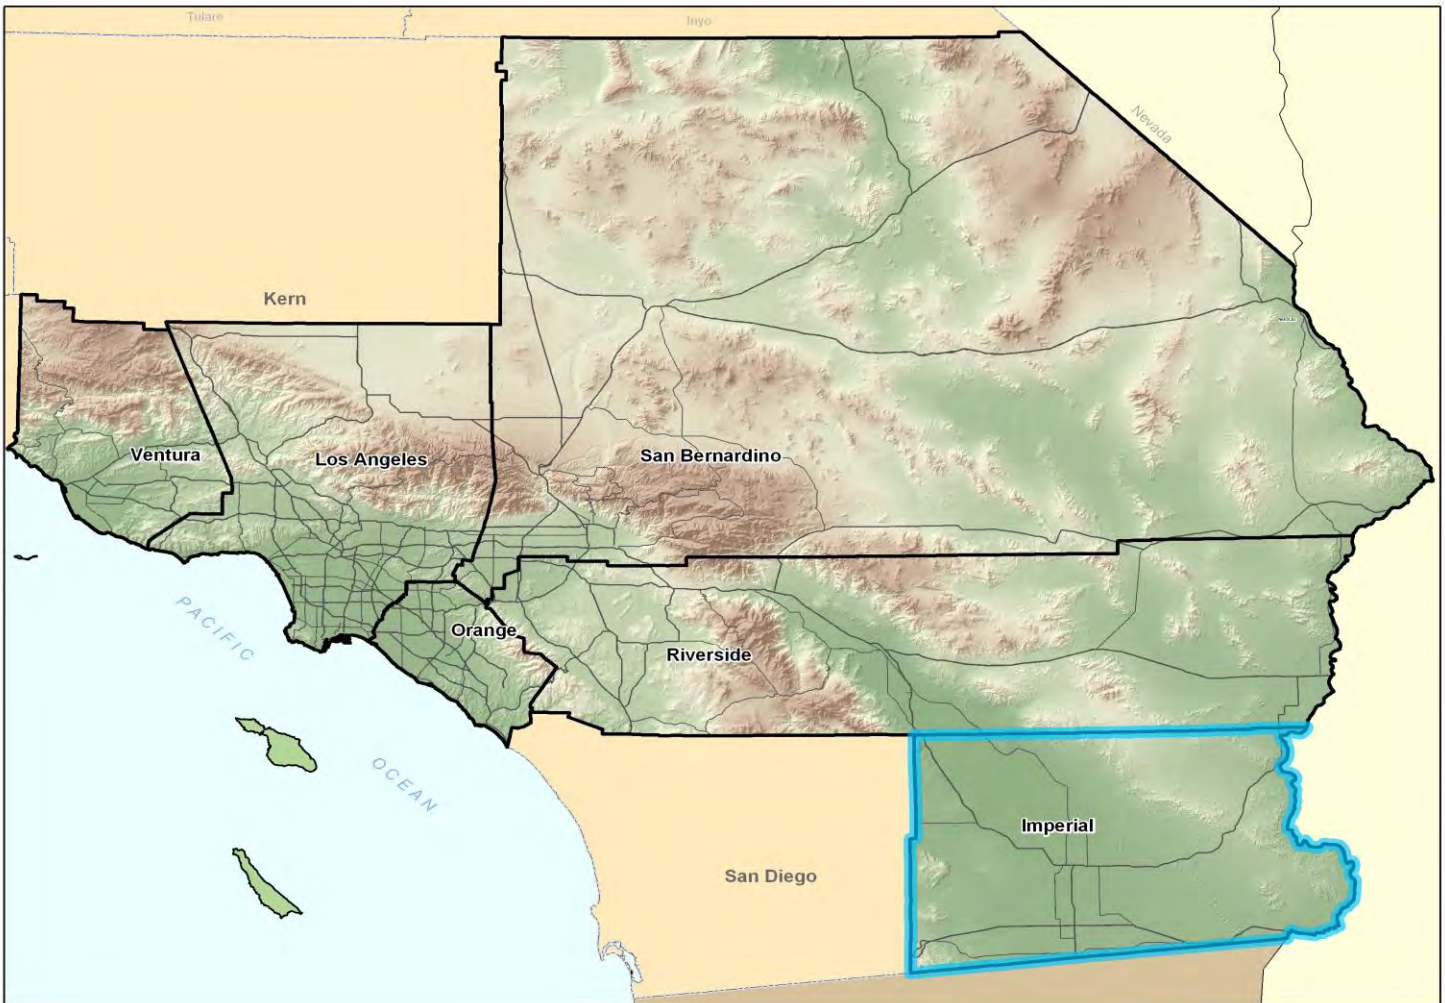 Tulare
Inyo
Nevada
Kern
Ventura
Los Angeles
San Bernardino
Orange
Riverside
PACIFIC
OCEAN
Imperial
San Diego